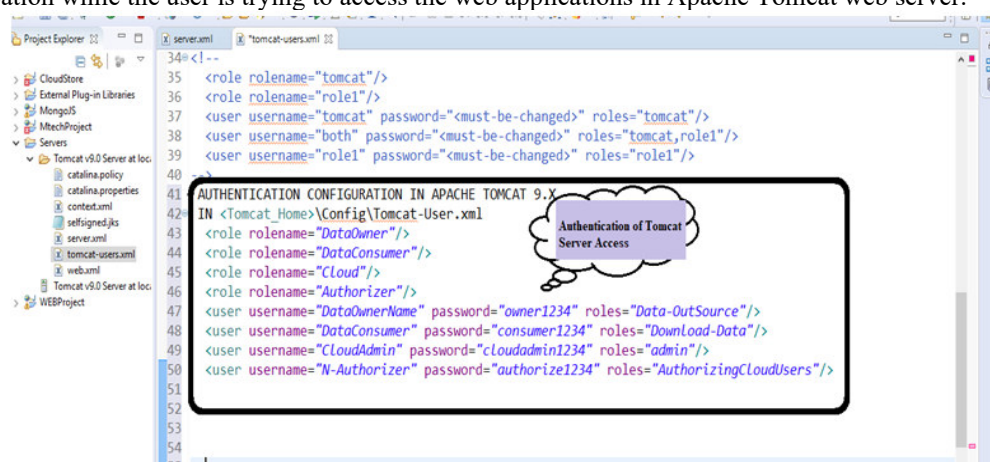 ation while the user is trying to access the web applications in Apache Tomcat web server.
Project Explorer
server.xml
*tomcat-users.xml
CloudStore
External Plug-in Libraries
MongoJS
MtechProject
Servers
Tomcat v9.0 Server at loc
catalina.policy
catalina.properties
context.xml
selfsigned.jks
server.xml
tomcat-users.xml
web.xml
Tomcat v9.0 Server at loc
WEBProject
34 <!--
35 <role rolename="tomcat"/>
36 <role rolename="role1"/>
37 <user username="tomcat" password="<must-be-changed>" roles="tomcat"/>
38 <user username="both" password="<must-be-changed>" roles="tomcat,role1"/>
39 <user username="role1" password="<must-be-changed>" roles="role1"/>
40 -->
41 AUTHENTICATION CONFIGURATION IN APACHE TOMCAT 9.X
42 IN <Tomcat_Home>\Config\Tomcat-User.xml
43 <role rolename="DataOwner"/>
44 <role rolename="DataConsumer"/>
45 <role rolename="Cloud"/>
46 <role rolename="Authorizer"/>
47 <user username="DataOwnerName" password="owner1234" roles="Data-OutSource"/>
48 <user username="DataConsumer" password="consumer1234" roles="Download-Data"/>
49 <user username="CloudAdmin" password="cloudadmin1234" roles="admin"/>
50 <user username="N-Authorizer" password="authorize1234" roles="AuthorizingCloudUsers"/>
51
52
53
54
Authentication of Tomcat
Server Access